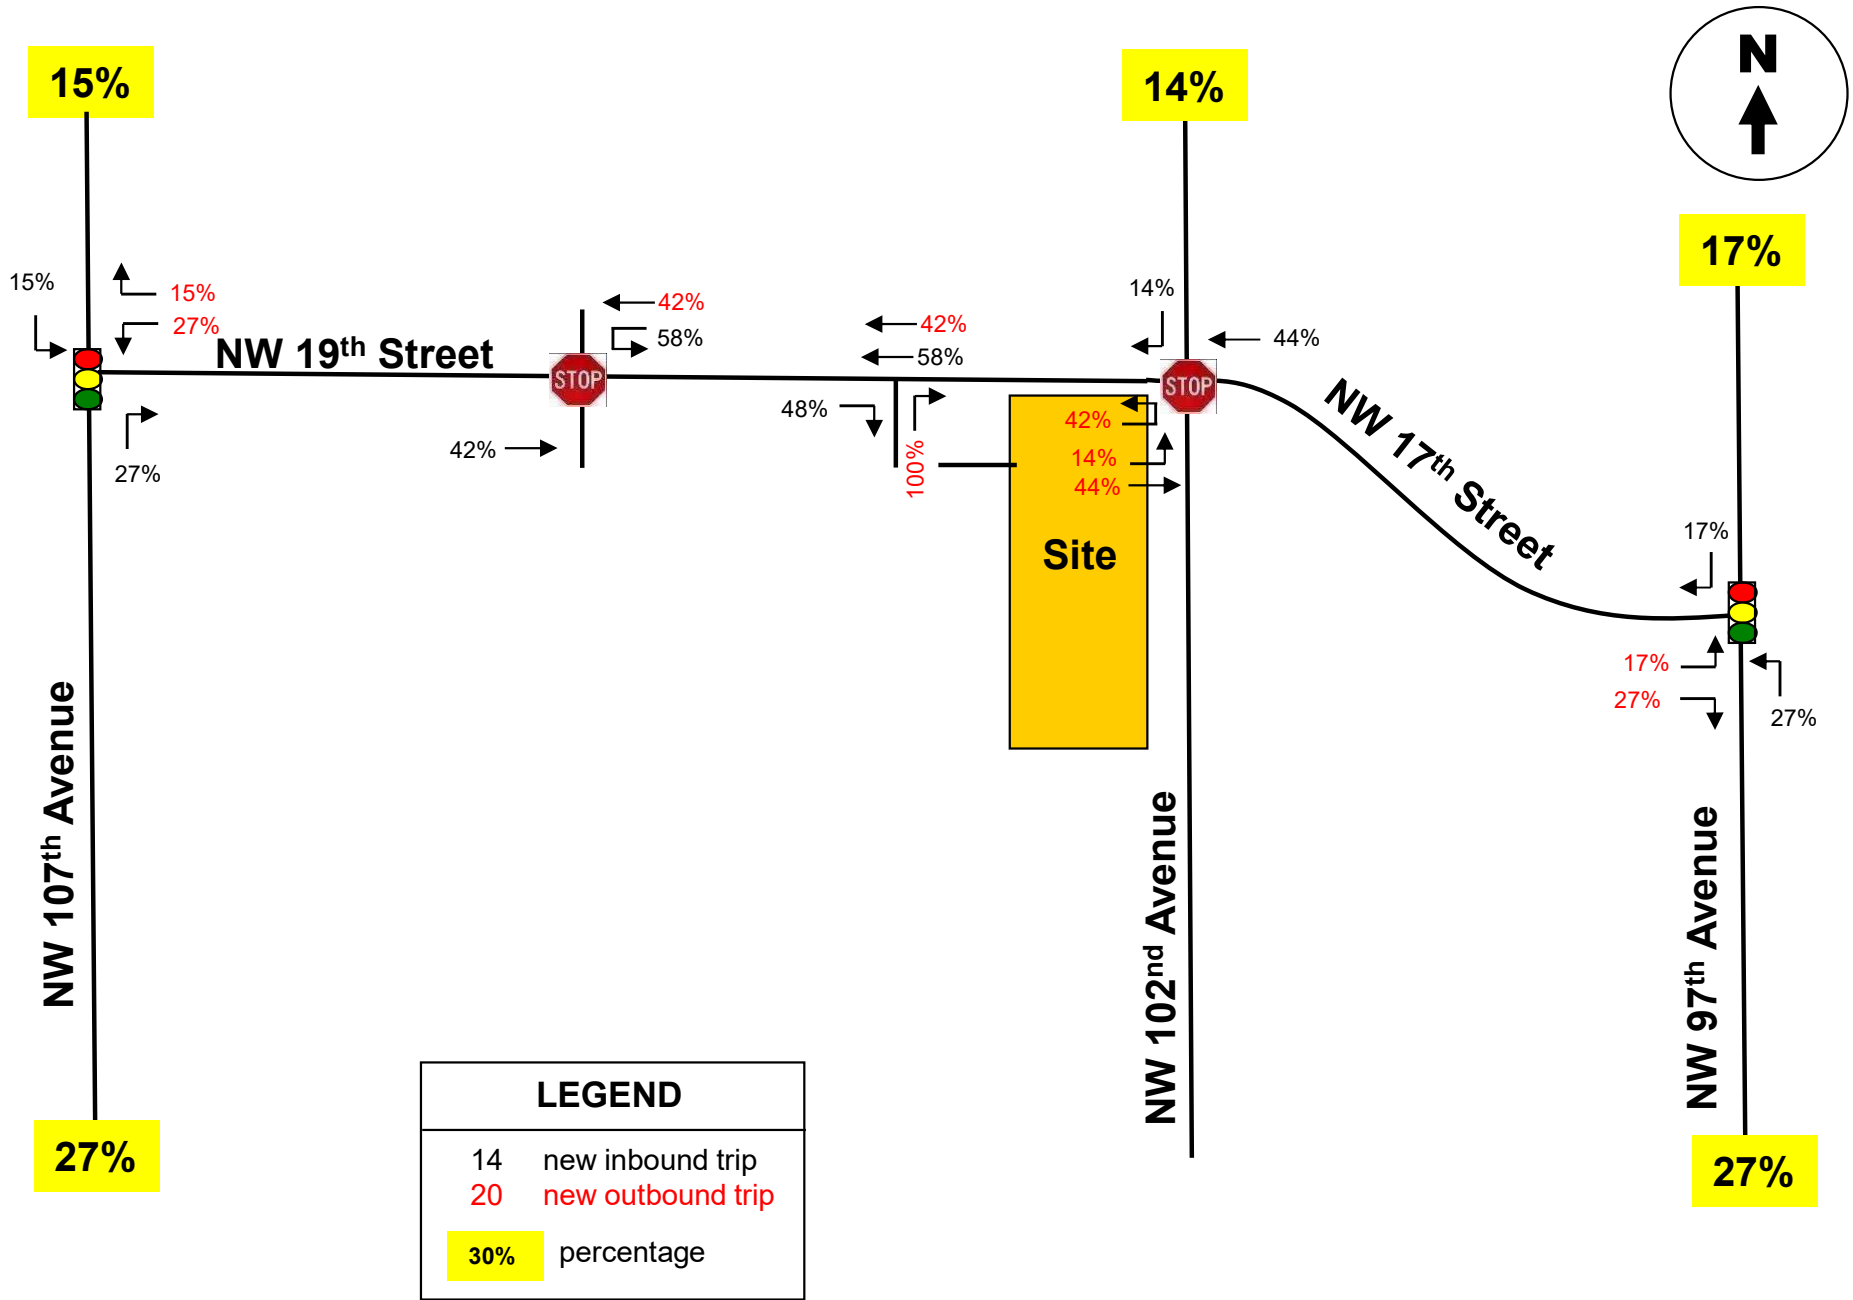 N
15%
14%
17%
15%
15%
27%
NW 19th Street
27%
42%
58%
STOP
42%
42%
58%
48%
100%
14%
44%
STOP
42%
14%
44%
Site
NW 17th Street
17%
17%
27%
27%
NW 107th Avenue
NW 102nd Avenue
NW 97th Avenue
27%
27%
LEGEND
14 new inbound trip
20 new outbound trip
30% percentage